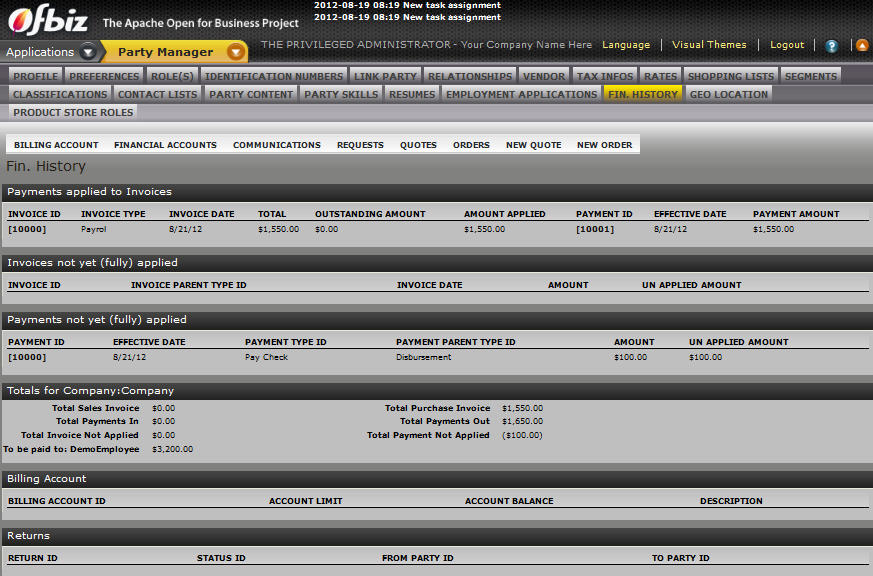 2012-08-19 08:19 New task assignment
2012-08-19 08:19 New task assignment
Ofbiz The Apache Open for Business Project
Applications Party Manager THE PRIVILEGED ADMINISTRATOR - Your Company Name Here Language Visual Themes Logout ?
PROFILE PREFERENCES ROLE(S) IDENTIFICATION NUMBERS LINK PARTY RELATIONSHIPS VENDOR TAX INFOS RATES SHOPPING LISTS SEGMENTS
CLASSIFICATIONS CONTACT LISTS PARTY CONTENT PARTY SKILLS RESUMES EMPLOYMENT APPLICATIONS FIN. HISTORY GEO LOCATION
PRODUCT STORE ROLES
BILLING ACCOUNT FINANCIAL ACCOUNTS COMMUNICATIONS REQUESTS QUOTES ORDERS NEW QUOTE NEW ORDER
Fin. History
Payments applied to Invoices
INVOICE ID INVOICE TYPE INVOICE DATE TOTAL OUTSTANDING AMOUNT AMOUNT APPLIED PAYMENT ID EFFECTIVE DATE PAYMENT AMOUNT
[10000] Payrol 8/21/12 $1,550.00 $0.00 $1,550.00 [10001] 8/21/12 $1,550.00
Invoices not yet (fully) applied
INVOICE ID INVOICE PARENT TYPE ID INVOICE DATE AMOUNT UN APPLIED AMOUNT
Payments not yet (fully) applied
PAYMENT ID EFFECTIVE DATE PAYMENT TYPE ID PAYMENT PARENT TYPE ID AMOUNT UN APPLIED AMOUNT
[10000] 8/21/12 Pay Check Disbursement $100.00 $100.00
Totals for Company:Company
Total Sales Invoice $0.00 Total Purchase Invoice $1,550.00
Total Payments In $0.00 Total Payments Out $1,650.00
Total Invoice Not Applied $0.00 Total Payment Not Applied ($100.00)
To be paid to: DemoEmployee $3,200.00
Billing Account
BILLING ACCOUNT ID ACCOUNT LIMIT ACCOUNT BALANCE DESCRIPTION
Returns
RETURN ID STATUS ID FROM PARTY ID TO PARTY ID